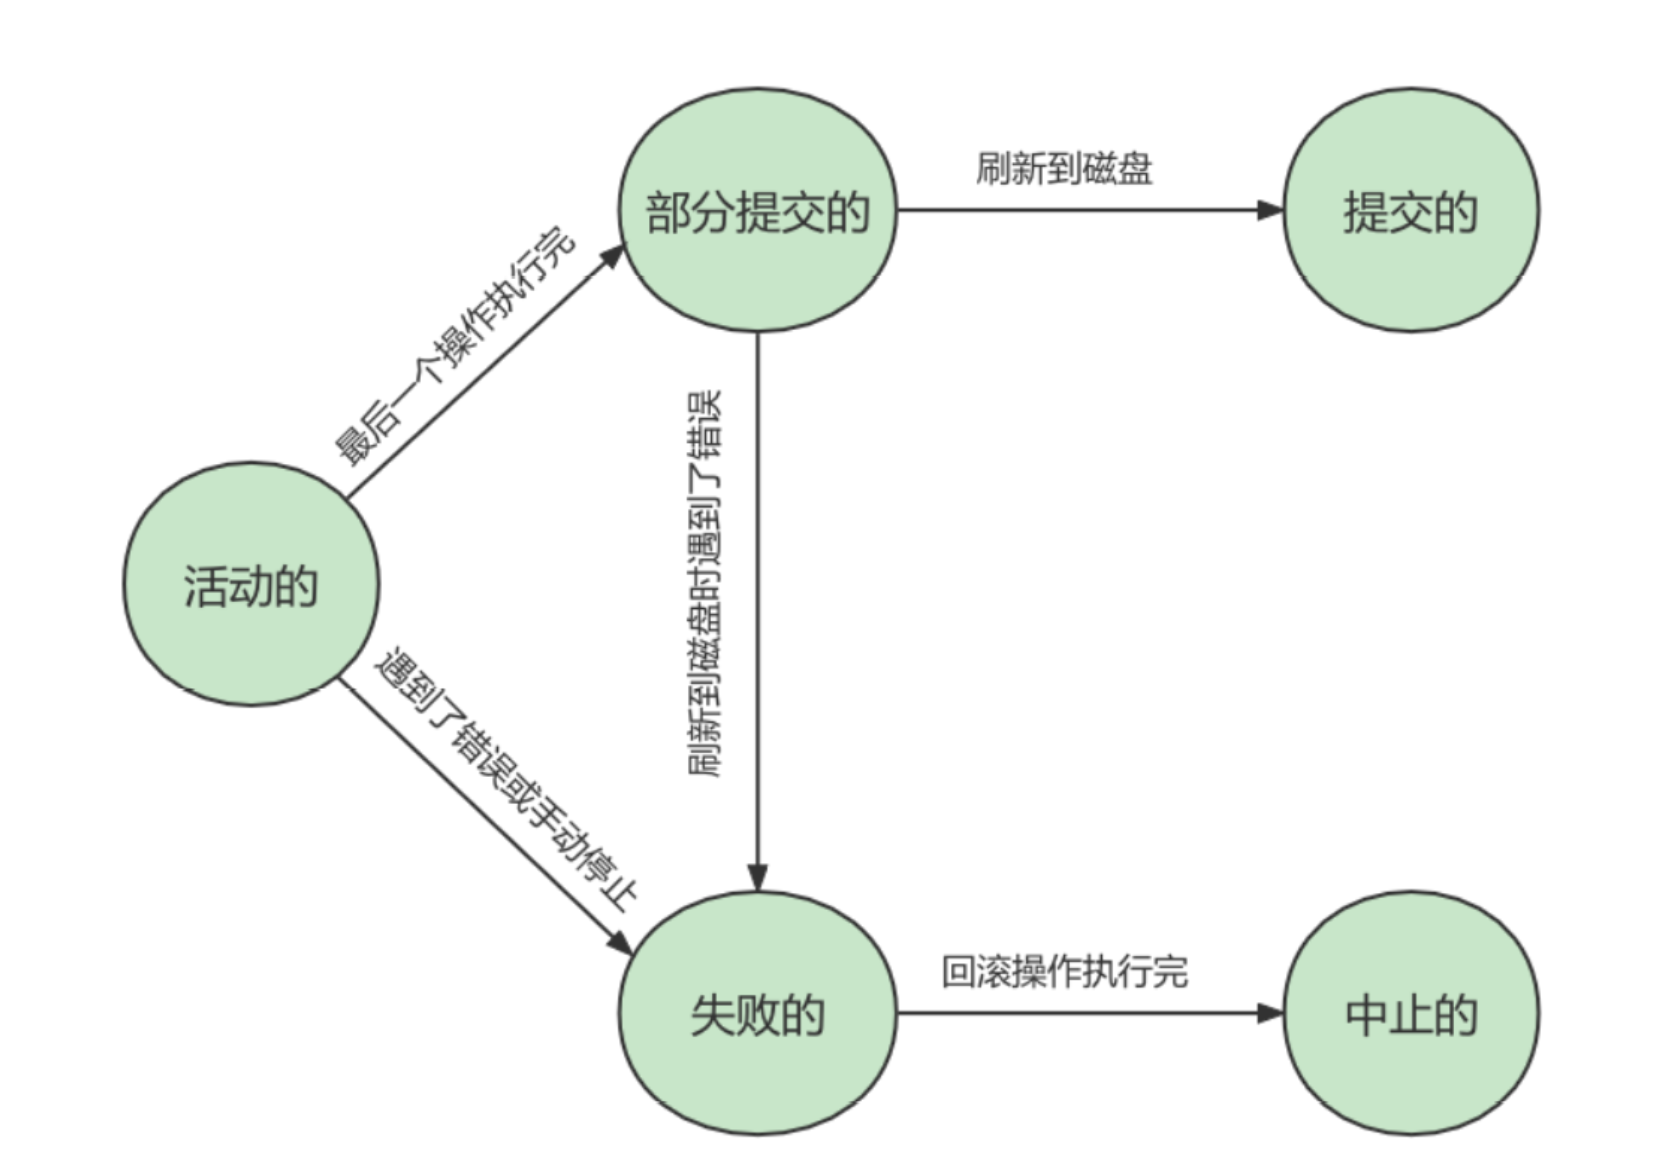 部分提交的
刷新到磁盘
提交的
最后一个操作执行完
活动的
刷新到磁盘时遇到了错误
遇到了错误或手动停止
失败的
回滚操作执行完
中止的